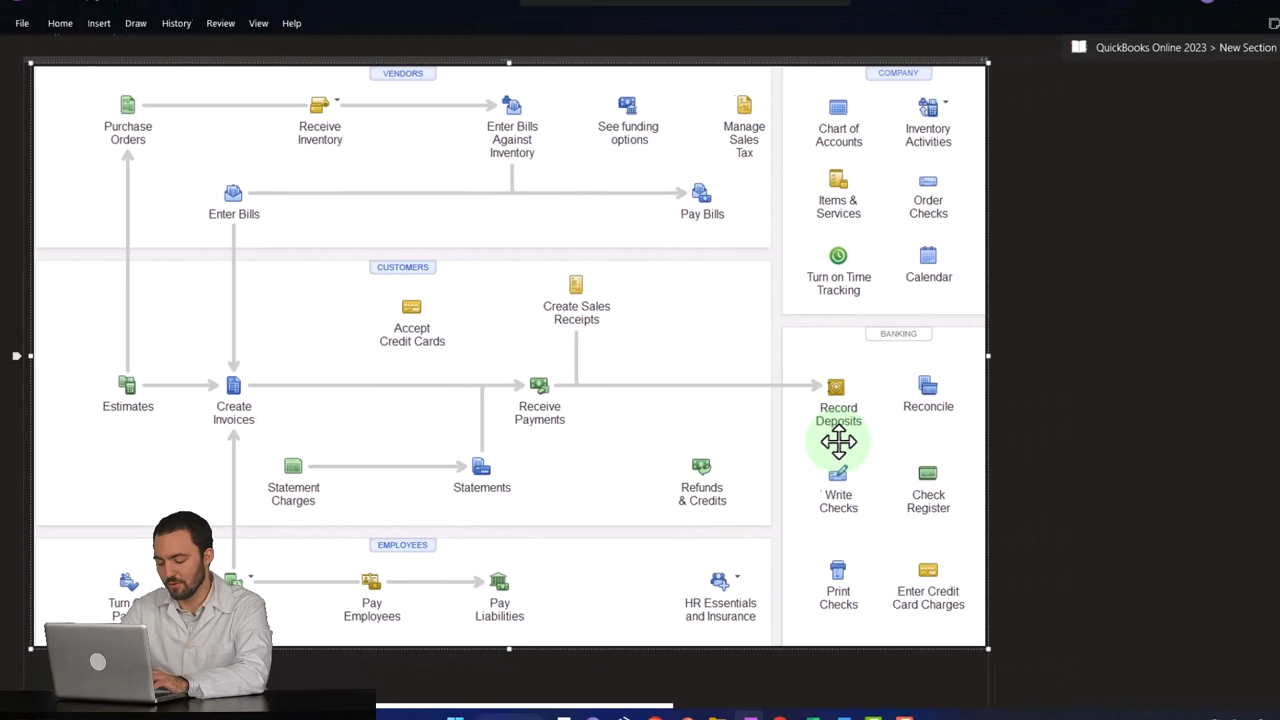 File
Home
Insert
Draw
History
Review
View
Help
QuickBooks Online 2023 > New Section
VENDORS
Purchase
Orders
Receive
Inventory
Enter Bills
Against
Inventory
See funding
options
Manage
Sales
Tax
Enter Bills
Pay Bills
COMPANY
Chart of
Accounts
Inventory
Activities
Items &
Services
Order
Checks
Turn on Time
Tracking
Calendar
CUSTOMERS
Accept
Credit Cards
Create Sales
Receipts
Estimates
Create
Invoices
Receive
Payments
Statement
Charges
Statements
Refunds
& Credits
BANKING
Record
Deposits
Reconcile
Write
Checks
Check
Register
Print
Checks
Enter Credit
Card Charges
EMPLOYEES
Pay
Employees
Pay
Liabilities
HR Essentials
and Insurance